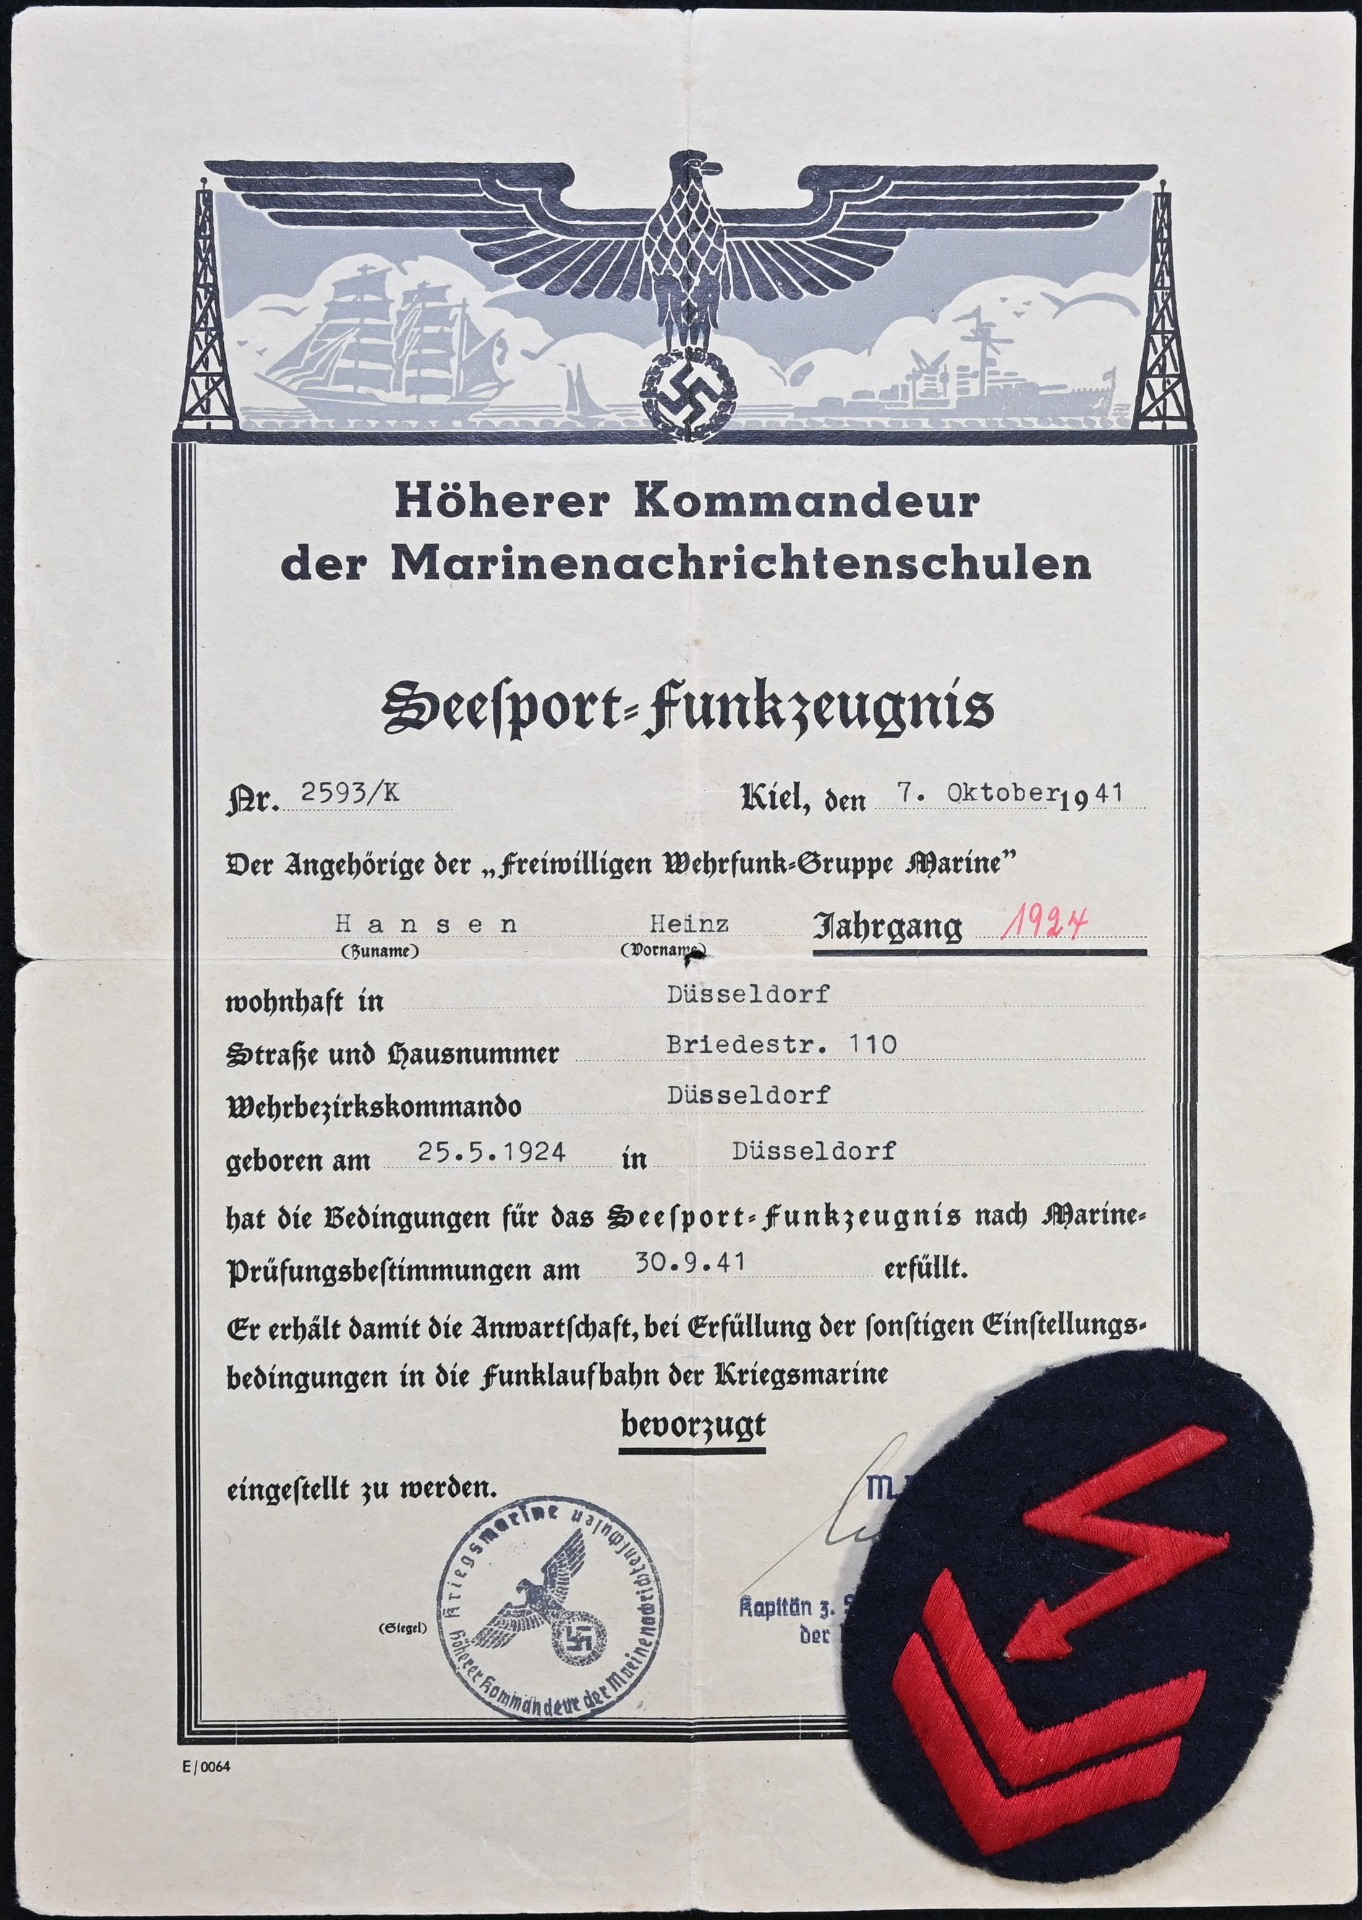 Höherer Kommandeur
der Marinenachrichtenschulen
Seesport-Funkzeugnis
Nr. 2593/K Kiel, den 7. Oktober 1941
Der Angehörige der „Freiwilligen Wehrfunk-Gruppe Marine”
Hansen Heinz Jahrgang 1924
(Zuname) (Vorname)
wohnhaft in Düsseldorf
Straße und Hausnummer Briedestr. 110
Wehrbezirkskommando Düsseldorf
geboren am 25.5.1924 in Düsseldorf
hat die Bedingungen für das Seesport-Funkzeugnis nach Marine-
Prüfungsbestimmungen am 30.9.41 erfüllt.
Er erhält damit die Anwartschaft, bei Erfüllung der sonstigen Einstellungs-
bedingungen in die Funklaufbahn der Kriegsmarine
bevorzugt
eingestellt zu werden.
M.
Kriegsmarine
Höherer Kommandeur der Marinenachrichtenschulen
(Siegel)
Kapitän z. S
der
E/0064